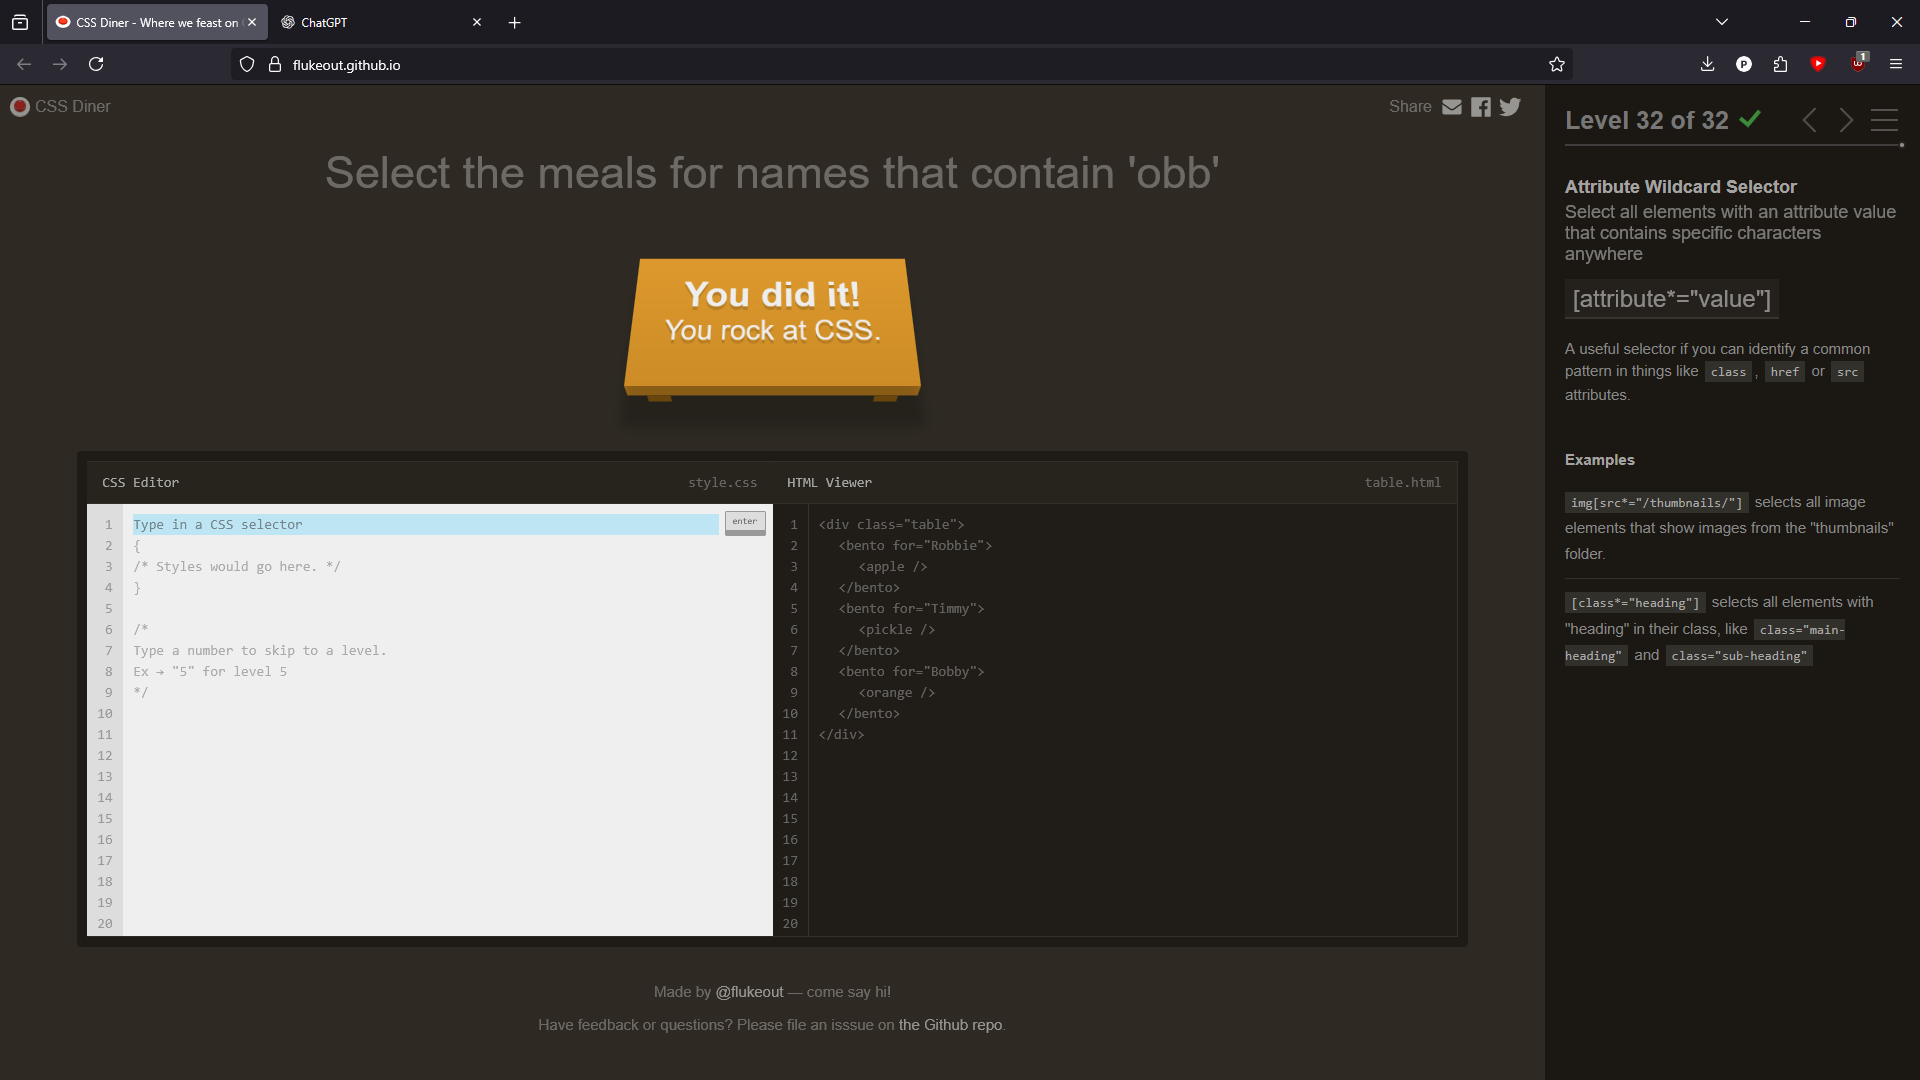 CSS Diner - Where we feast on
ChatGPT
flukeout.github.io
1
CSS Diner
Share
Select the meals for names that contain 'obb'
You did it!
You rock at CSS.
CSS Editor
style.css
1
2
3
4
5
6
7
8
9
10
11
12
13
14
15
16
17
18
19
20
Type in a CSS selector
enter
{
/* Styles would go here. */
}
/*
Type a number to skip to a level.
Ex → "5" for level 5
*/
HTML Viewer
table.html
1
2
3
4
5
6
7
8
9
10
11
12
13
14
15
16
17
18
19
20
<div class="table">
<bento for="Robbie">
<apple />
</bento>
<bento for="Timmy">
<pickle />
</bento>
<bento for="Bobby">
<orange />
</bento>
</div>
Made by @flukeout — come say hi!
Have feedback or questions? Please file an isssue on the Github repo.
Level 32 of 32
Attribute Wildcard Selector
Select all elements with an attribute value
that contains specific characters
anywhere
[attribute*="value"]
A useful selector if you can identify a common
pattern in things like class , href or src
attributes.
Examples
img[src*="/thumbnails/"] selects all image
elements that show images from the "thumbnails"
folder.
[class*="heading"] selects all elements with
"heading" in their class, like class="main-
heading" and class="sub-heading"